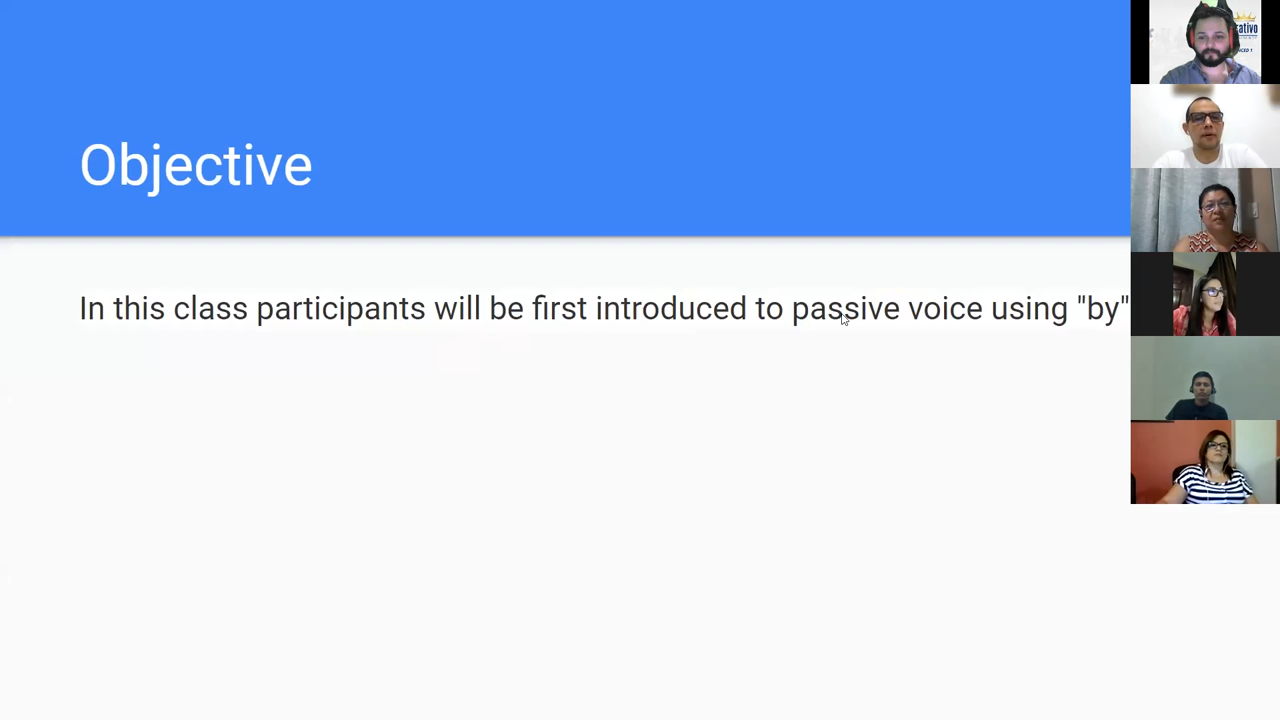 Objective
In this class participants will be first introduced to passive voice using "by"